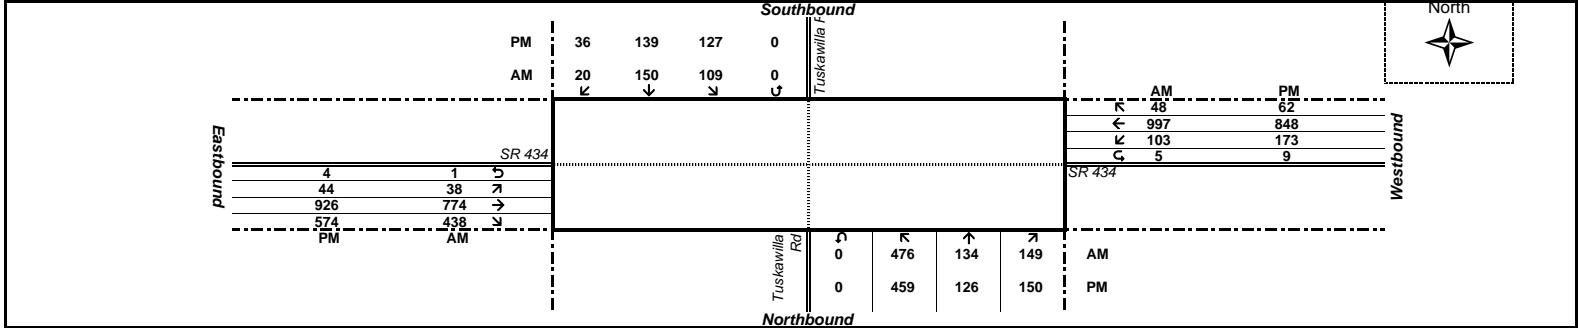 Southbound
North
Tuskawilla
PM 36 139 127 0
AM 20 150 109 0
AM PM
48 62
997 848
103 173
5 9
Eastbound
Westbound
SR 434
SR 434
4 1
44 38
926 774
574 438
PM AM
Tuskawilla
Rd
0 476 134 149 AM
0 459 126 150 PM
Northbound